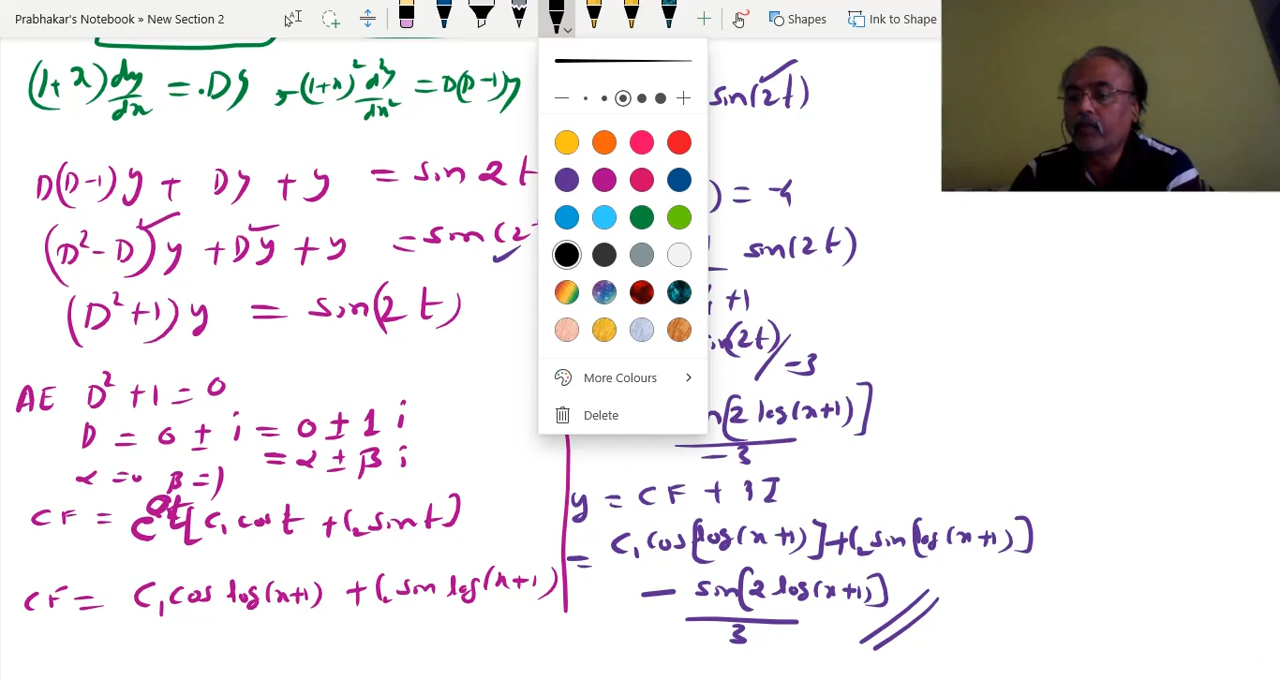 Prabhakar's Notebook » New Section 2
Shapes
Ink to Shape
(1+x) dy/dx = Dy, (1+x)² d²y/dx² = D(D-1)y
D(D-1)y + Dy + y = sin 2t
(D²-D)y + Dy + y = sin(2
(D²+1)y = sin(2t)
AE D²+1=0
D = 0 ± i = 0 ± 1 i
= α ± β i
α=0 β=1
CF = e^0t [C₁ cos t + C₂ sin t]
CF = C₁ cos log(x+1) + C₂ sin log(x+1)
More Colours
Delete
sin(2t)
) = -4
sin(2t)
+1
in(2t)/-3
n[2 log(x+1)]
-3
y = CF + PI
= C₁ cos[log(x+1)] + C₂ sin[log(x+1)]
- sin[2 log(x+1)]
3